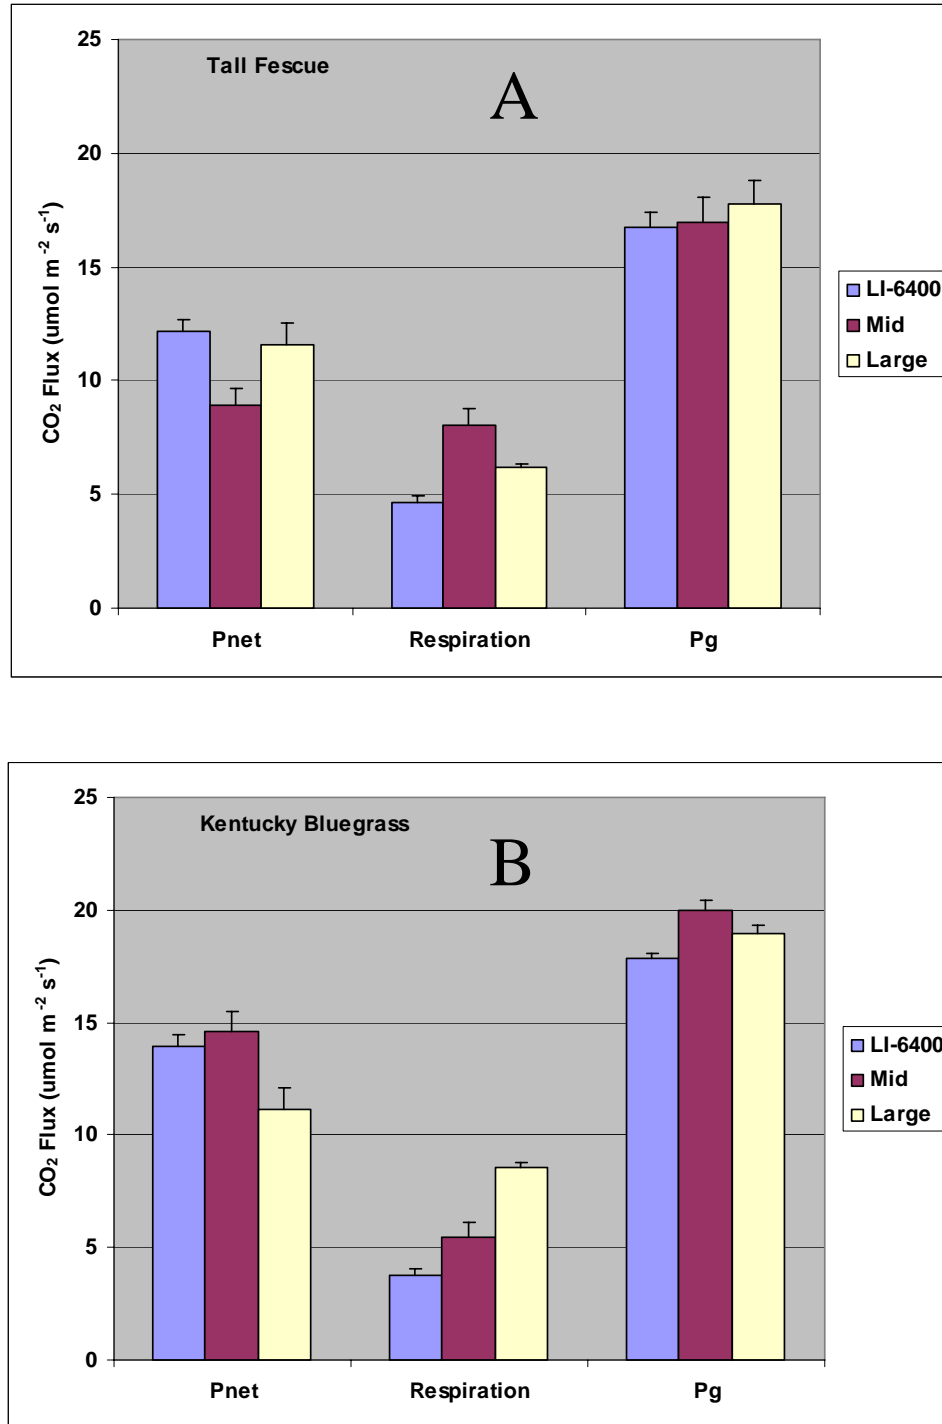 25
Tall Fescue
A
20
CO₂ Flux (umol m⁻² s⁻¹)
15
10
5
0
Pnet
Respiration
Pg
LI-6400
Mid
Large
25
Kentucky Bluegrass
B
20
CO₂ Flux (umol m⁻² s⁻¹)
15
10
5
0
Pnet
Respiration
Pg
LI-6400
Mid
Large